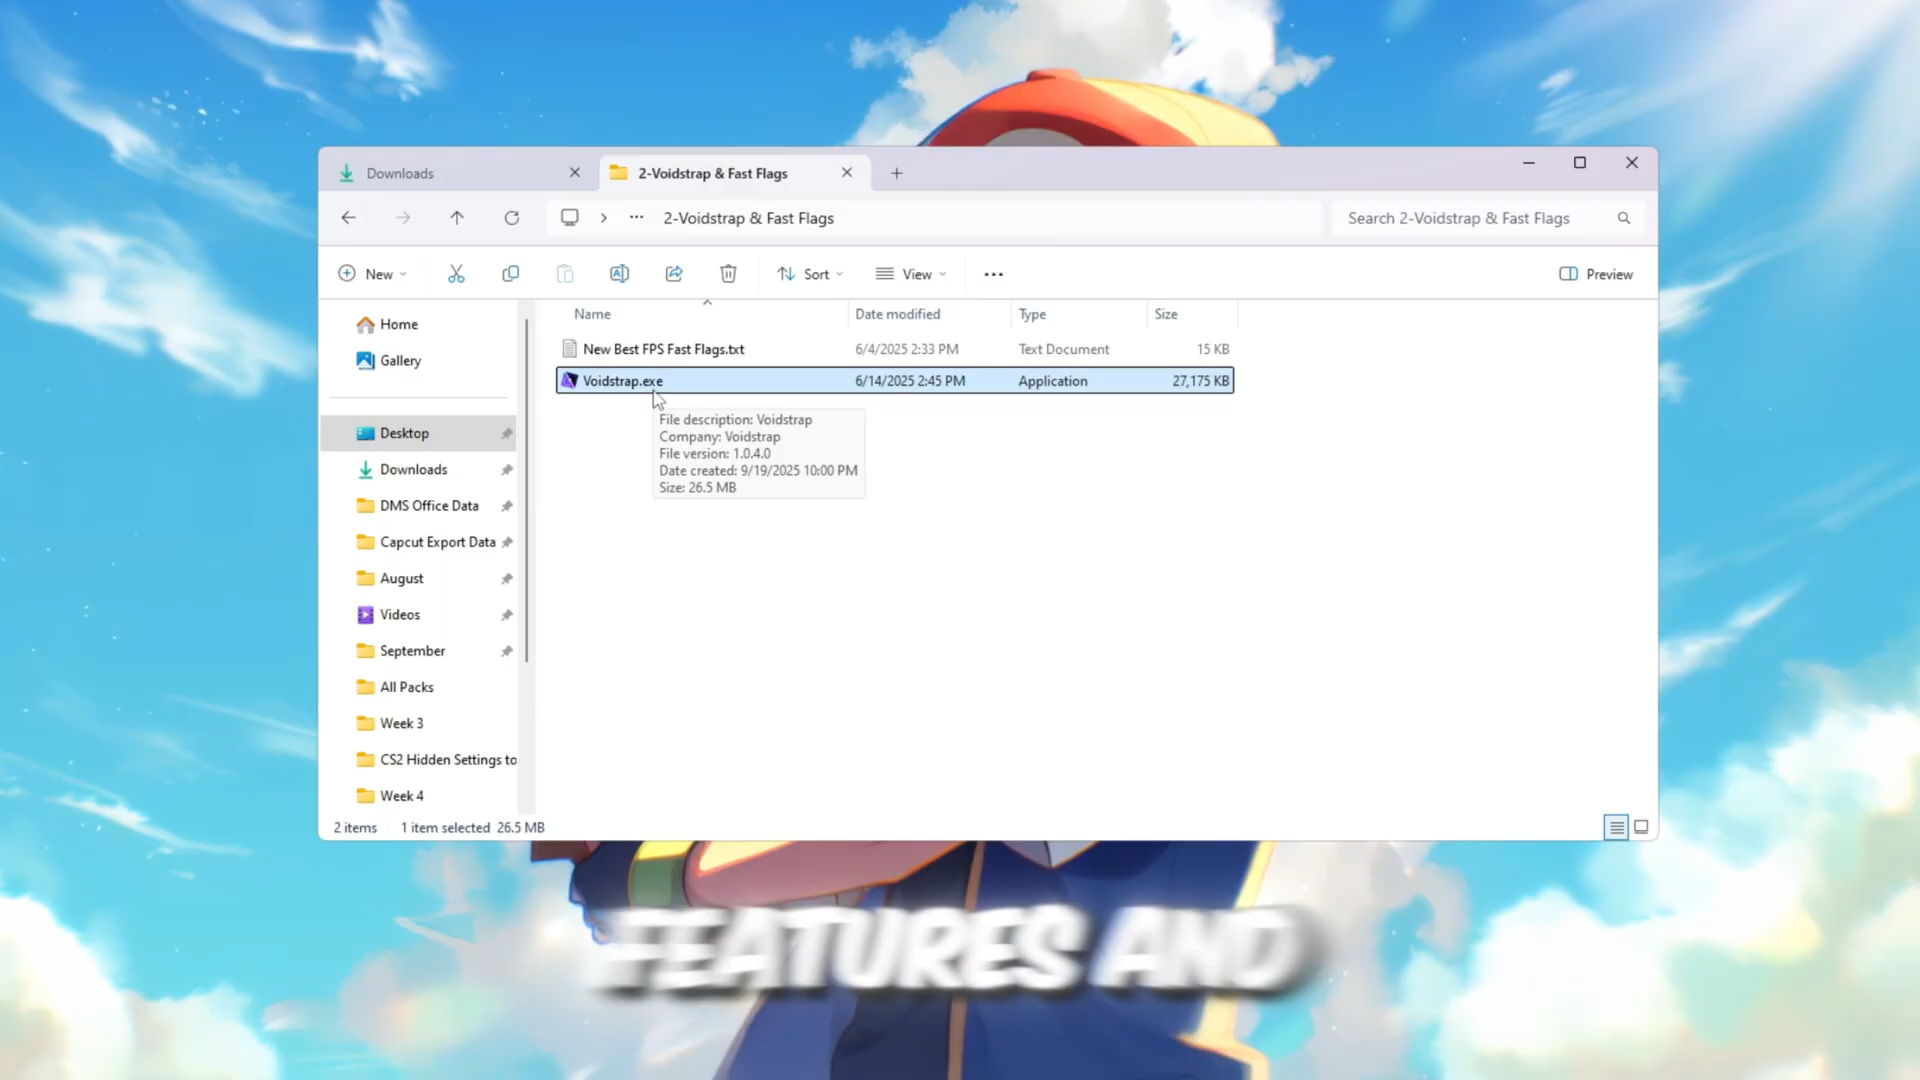 Downloads
2-Voidstrap & Fast Flags
2-Voidstrap & Fast Flags
Search 2-Voidstrap & Fast Flags
New
Sort
View
Preview
Name
Date modified
Type
Size
New Best FPS Fast Flags.txt
6/4/2025 2:33 PM
Text Document
15 KB
Voidstrap.exe
6/14/2025 2:45 PM
Application
27,175 KB
File description: Voidstrap
Company: Voidstrap
File version: 1.0.4.0
Date created: 9/19/2025 10:00 PM
Size: 26.5 MB
Home
Gallery
Desktop
Downloads
DMS Office Data
Capcut Export Data
August
Videos
September
All Packs
Week 3
CS2 Hidden Settings to
Week 4
2 items
1 item selected 26.5 MB
FEATURES AND